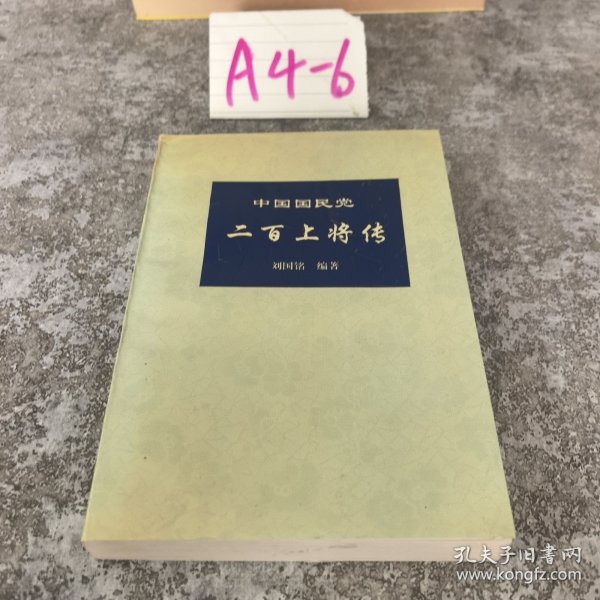 A4-6
中国国民党
二百上将传
刘国铭 编著
孔夫子旧書网
www.kongfz.com